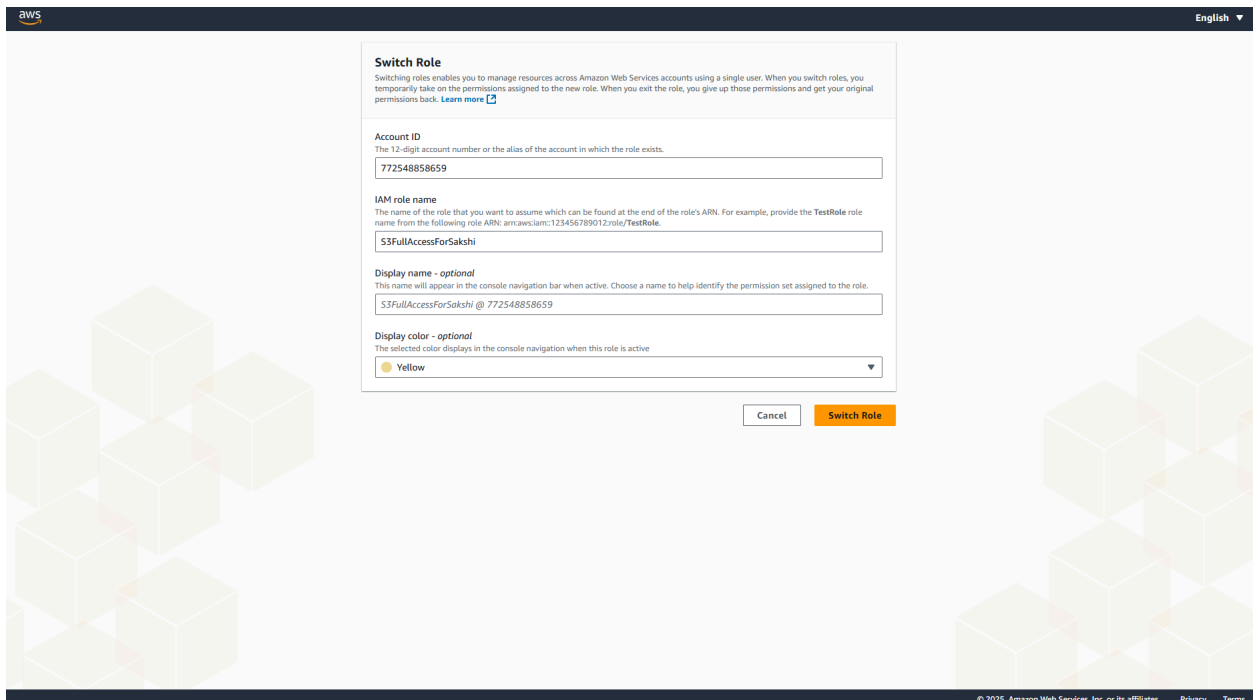 aws
English
Switch Role
Switching roles enables you to manage resources across Amazon Web Services accounts using a single user. When you switch roles, you
temporarily take on the permissions assigned to the new role. When you exit the role, you give up those permissions and get your original
permissions back. Learn more
Account ID
The 12-digit account number or the alias of the account in which the role exists.
772548858659
IAM role name
The name of the role that you want to assume which can be found at the end of the role's ARN. For example, provide the TestRole role
name from the following role ARN: arn:aws:iam::123456789012:role/TestRole.
S3FullAccessForSakshi
Display name - optional
This name will appear in the console navigation bar when active. Choose a name to help identify the permission set assigned to the role.
S3FullAccessForSakshi @ 772548858659
Display color - optional
The selected color displays in the console navigation when this role is active
Yellow
Cancel
Switch Role
© 2025, Amazon Web Services, Inc. or its affiliates. Privacy Terms